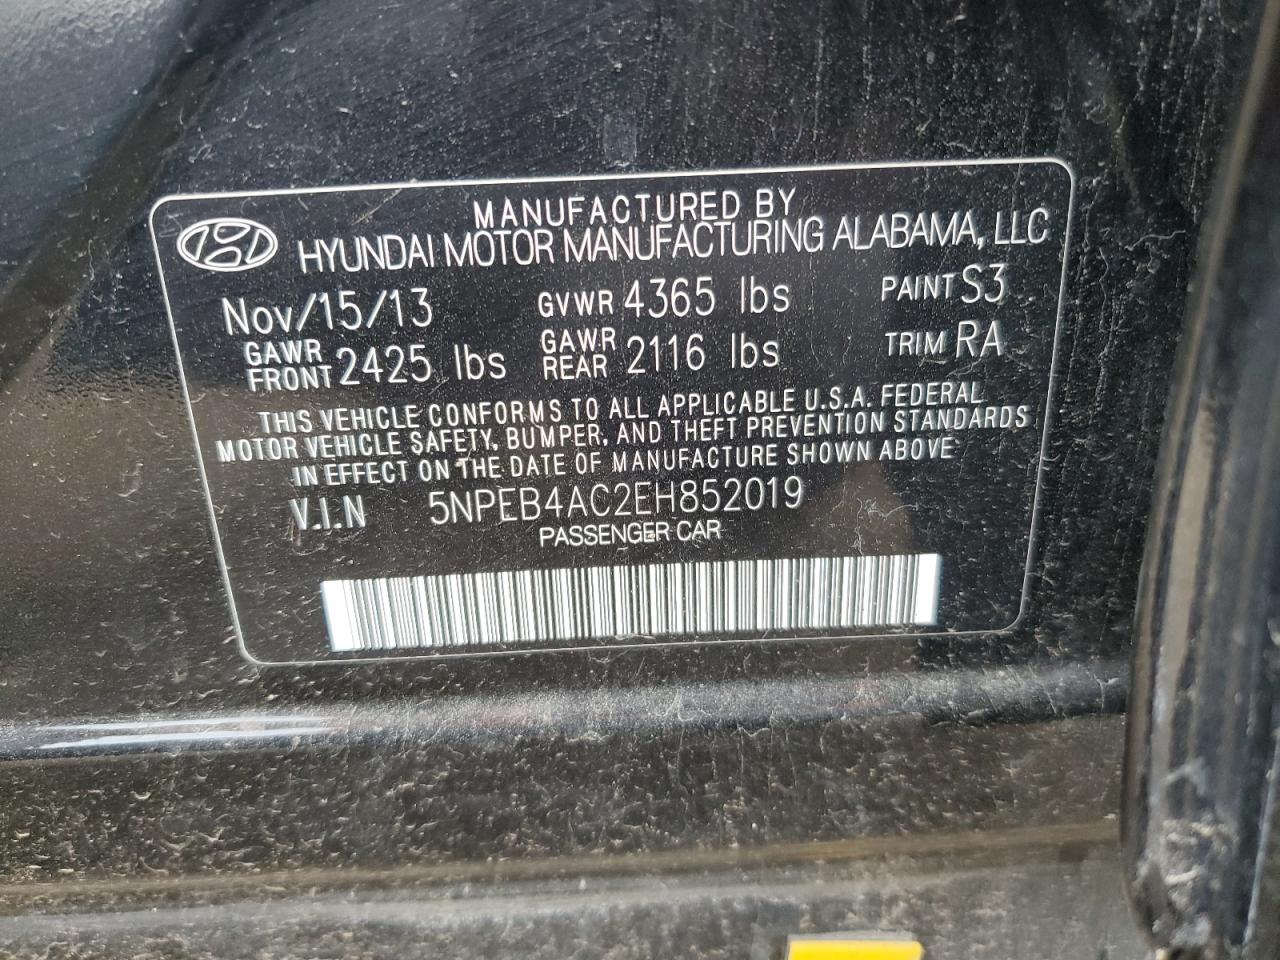 MANUFACTURED BY
HYUNDAI MOTOR MANUFACTURING ALABAMA, LLC
Nov/15/13 GVWR 4365 lbs PAINT S3
GAWR FRONT 2425 lbs GAWR REAR 2116 lbs TRIM RA
THIS VEHICLE CONFORMS TO ALL APPLICABLE U.S.A. FEDERAL
MOTOR VEHICLE SAFETY, BUMPER, AND THEFT PREVENTION STANDARDS
IN EFFECT ON THE DATE OF MANUFACTURE SHOWN ABOVE
V.I.N 5NPEB4AC2EH852019
PASSENGER CAR